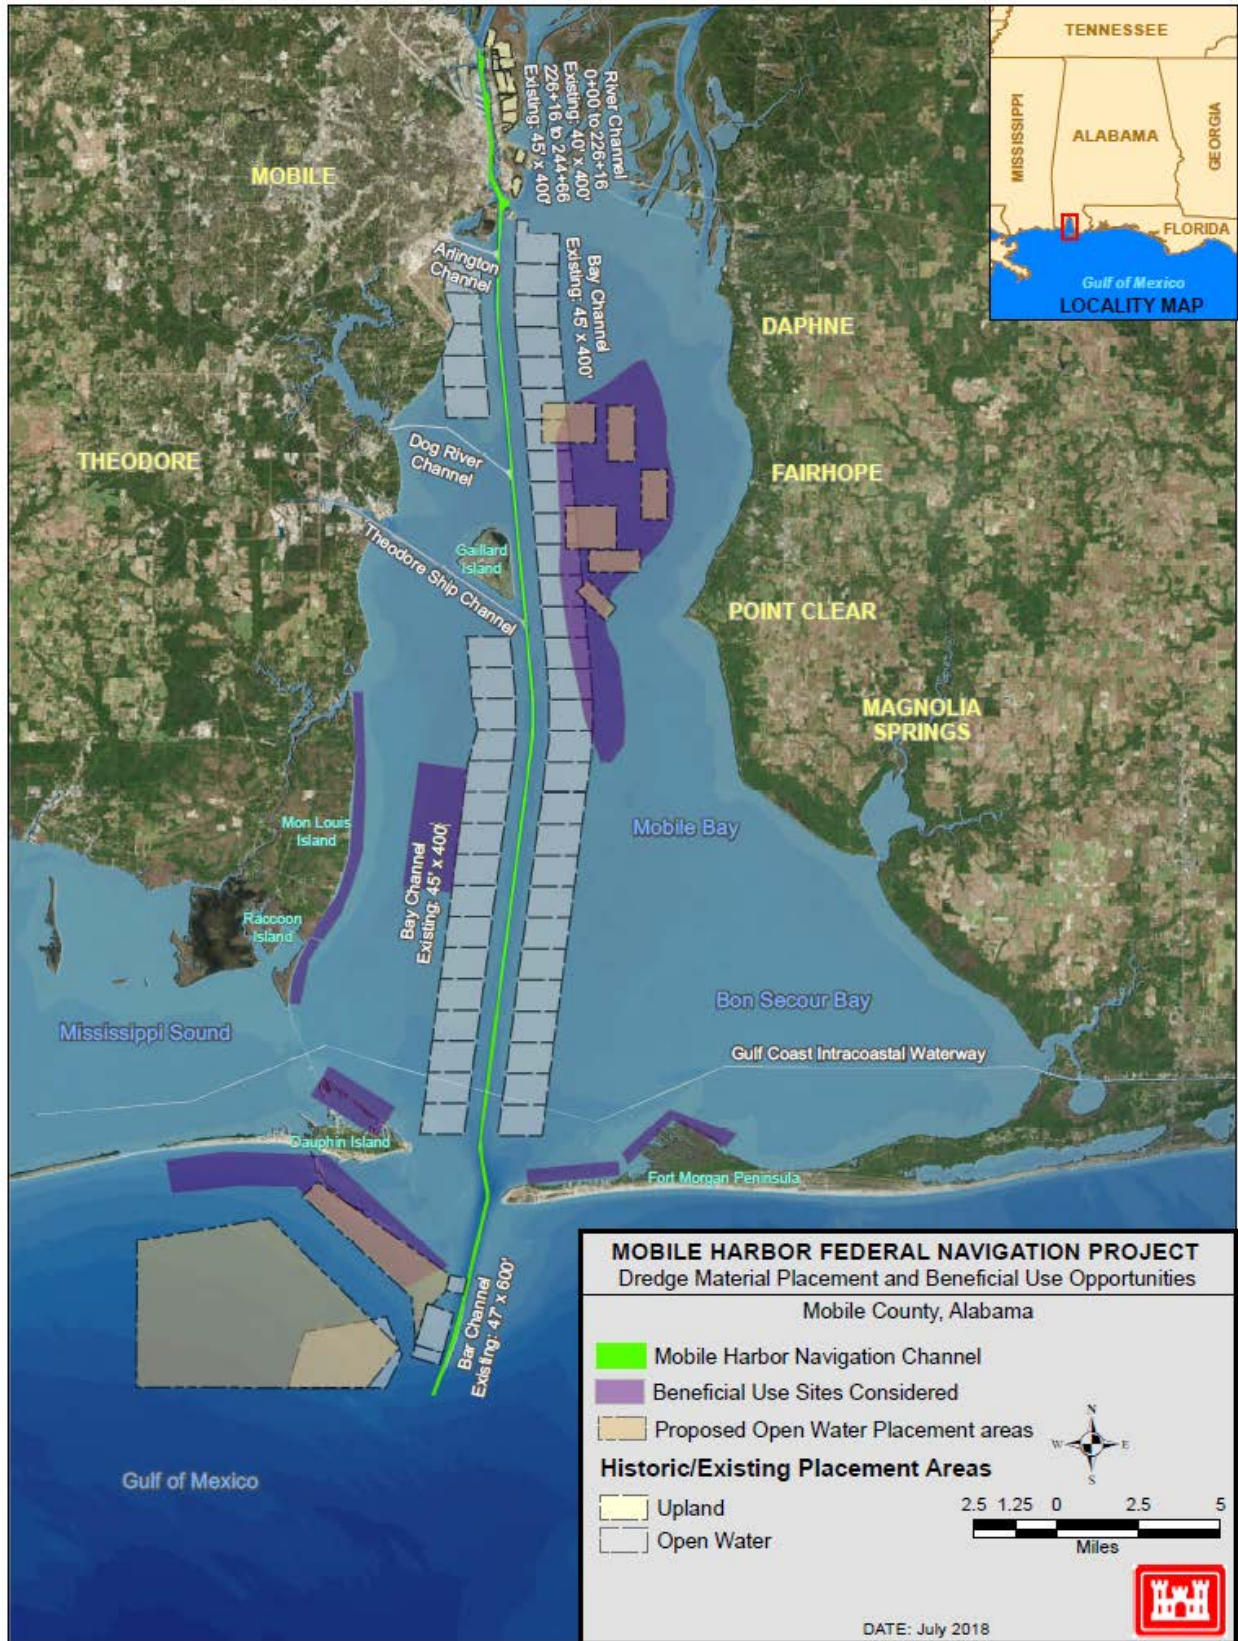 TENNESSEE
MISSISSIPPI
ALABAMA
GEORGIA
FLORIDA
Gulf of Mexico
LOCALITY MAP
River Channel
0+00 to 226+16
Existing: 40' x 400'
226+16 to 244+66
Existing: 45' x 400'
MOBILE
Arlington
Channel
Bay Channel
Existing: 45' x 400'
DAPHNE
THEODORE
Dog River
Channel
FAIRHOPE
Gaillard
Island
Theodore Ship Channel
POINT CLEAR
MAGNOLIA
SPRINGS
Mon Louis
Island
Mobile Bay
Bay Channel
Existing: 45' x 400'
Raccoon
Island
Bon Secour Bay
Mississippi Sound
Gulf Coast Intracoastal Waterway
Dauphin Island
Fort Morgan Peninsula
Bar Channel
Existing: 47' x 600'
Gulf of Mexico
MOBILE HARBOR FEDERAL NAVIGATION PROJECT
Dredge Material Placement and Beneficial Use Opportunities
Mobile County, Alabama
Mobile Harbor Navigation Channel
Beneficial Use Sites Considered
Proposed Open Water Placement areas
N
W E
S
Historic/Existing Placement Areas
Upland
Open Water
2.5 1.25 0 2.5 5
Miles
DATE: July 2018